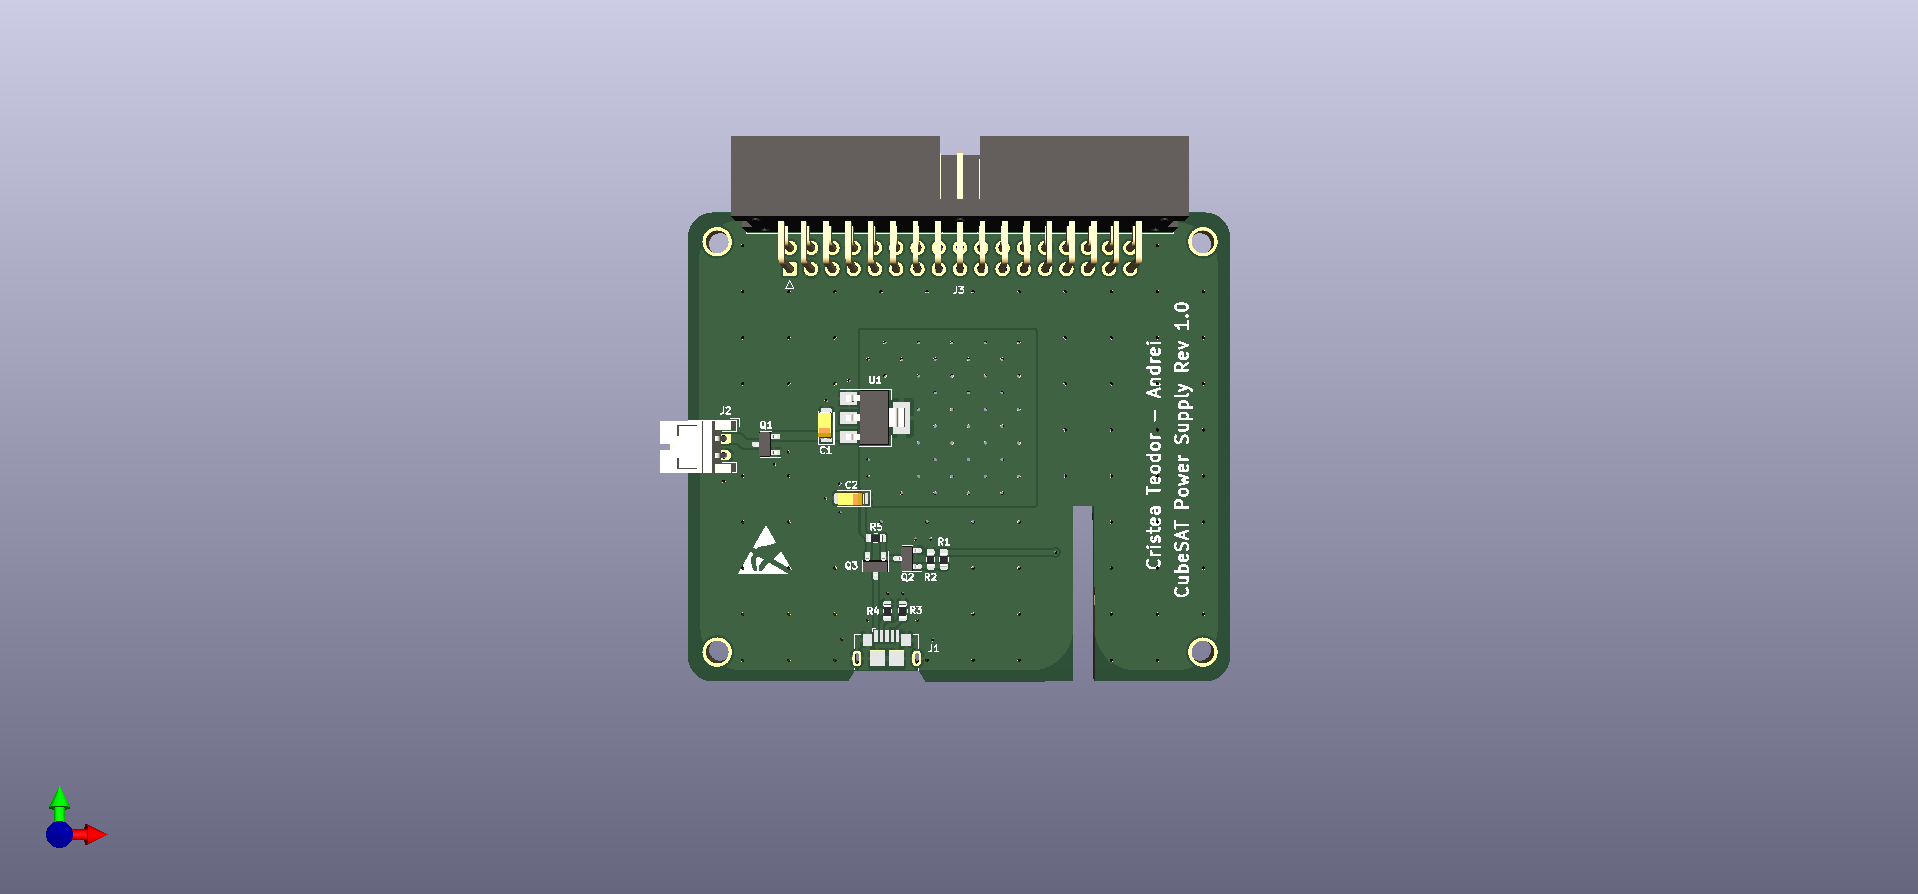 J3
U1
J2
Q1
C1
C2
R5
R1
Q3
Q2
R2
R4
R3
J1
Cristea Teodor - Andrei
CubeSAT Power Supply Rev 1.0